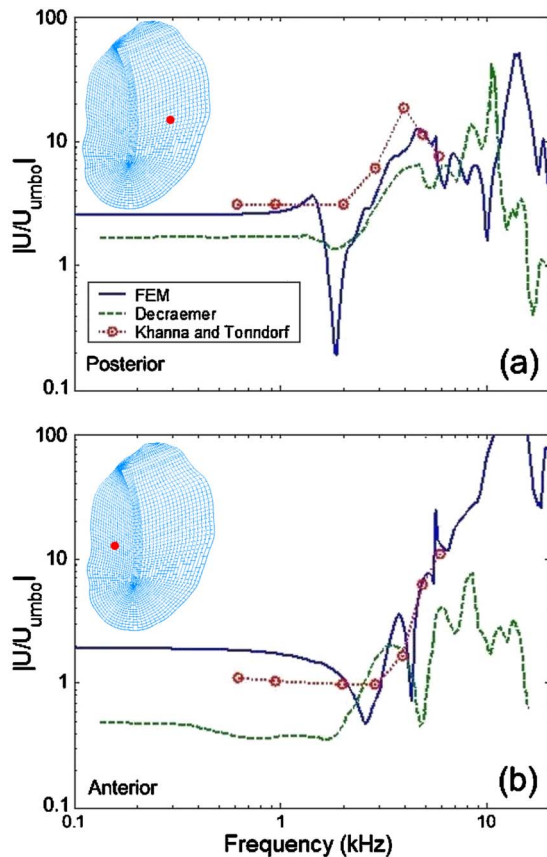 100
10
1
0.1
|U/U_umbo|
FEM
Decraemer
Khanna and Tonndorf
Posterior
(a)
100
10
1
0.1
|U/U_umbo|
Anterior
(b)
0.1
1
10
Frequency (kHz)